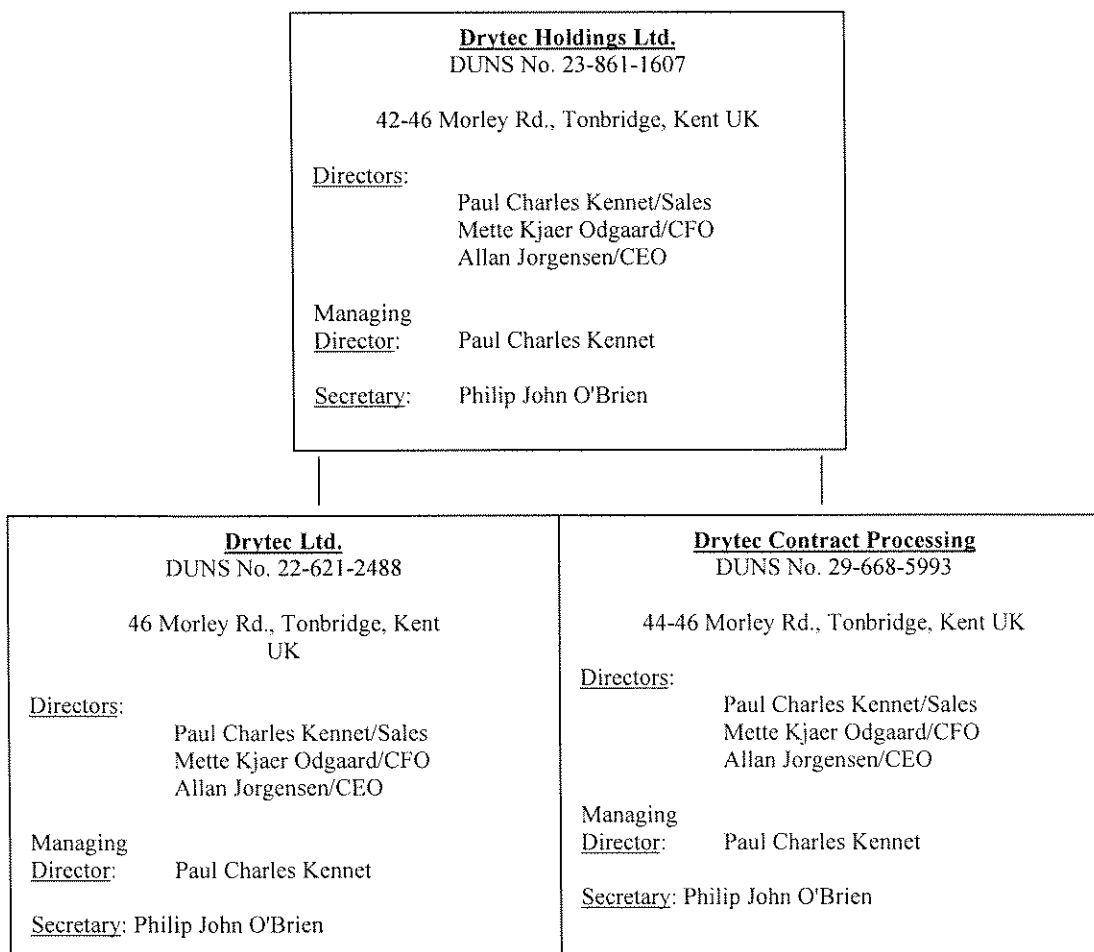 Drytec Holdings Ltd.
DUNS No. 23-861-1607
42-46 Morley Rd., Tonbridge, Kent UK
Directors:
Paul Charles Kennet/Sales
Mette Kjaer Odgaard/CFO
Allan Jorgensen/CEO
Managing
Director: Paul Charles Kennet
Secretary: Philip John O'Brien
Drytec Ltd.
DUNS No. 22-621-2488
46 Morley Rd., Tonbridge, Kent
UK
Directors:
Paul Charles Kennet/Sales
Mette Kjaer Odgaard/CFO
Allan Jorgensen/CEO
Managing
Director: Paul Charles Kennet
Secretary: Philip John O'Brien
Drytec Contract Processing
DUNS No. 29-668-5993
44-46 Morley Rd., Tonbridge, Kent UK
Directors:
Paul Charles Kennet/Sales
Mette Kjaer Odgaard/CFO
Allan Jorgensen/CEO
Managing
Director: Paul Charles Kennet
Secretary: Philip John O'Brien